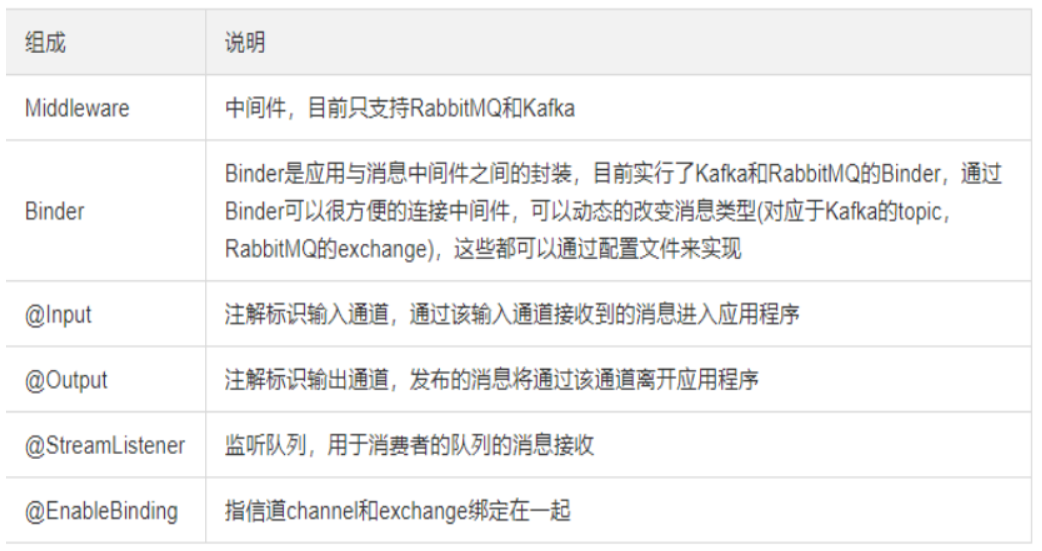 组成
说明
Middleware
中间件，目前只支持RabbitMQ和Kafka
Binder
Binder是应用与消息中间件之间的封装，目前实行了Kafka和RabbitMQ的Binder，通过
Binder可以很方便的连接中间件，可以动态的改变消息类型(对应于Kafka的topic，
RabbitMQ的exchange)，这些都可以通过配置文件来实现
@Input
注解标识输入通道，通过该输入通道接收到的消息进入应用程序
@Output
注解标识输出通道，发布的消息将通过该通道离开应用程序
@StreamListener
监听队列，用于消费者的队列的消息接收
@EnableBinding
指信道channel和exchange绑定在一起